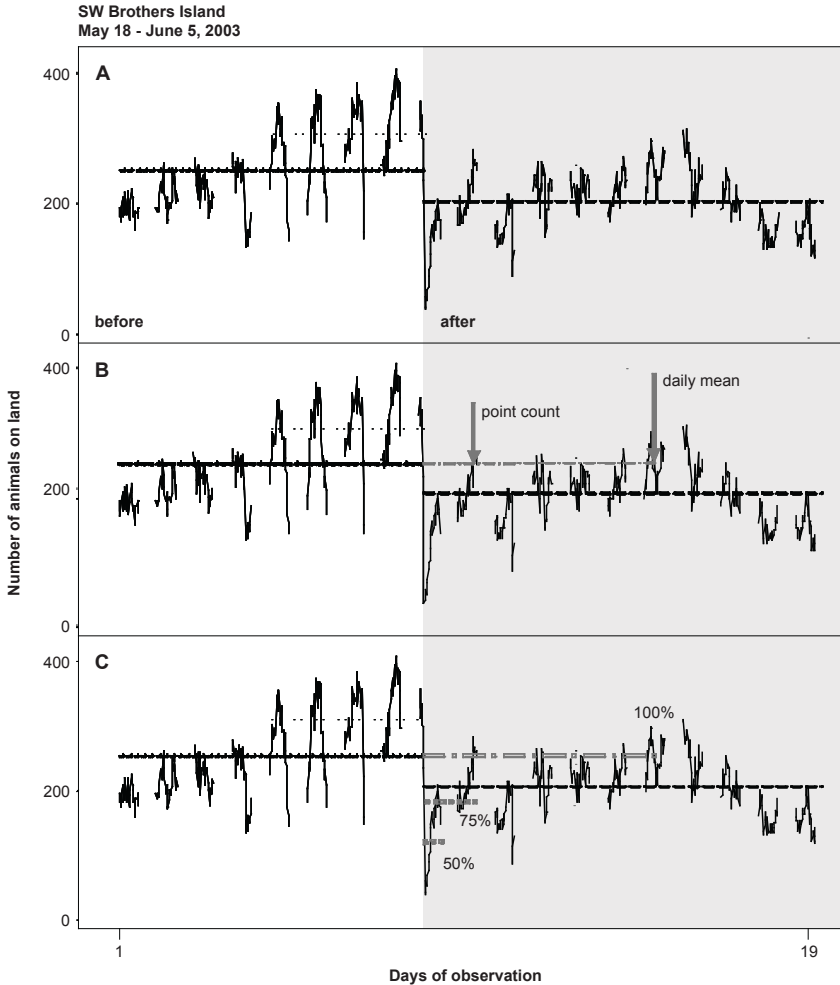 SW Brothers Island
May 18 - June 5, 2003
A
400
200
0
before
after
B
400
200
0
point count
daily mean
Number of animals on land
C
400
200
0
100%
75%
50%
1
19
Days of observation